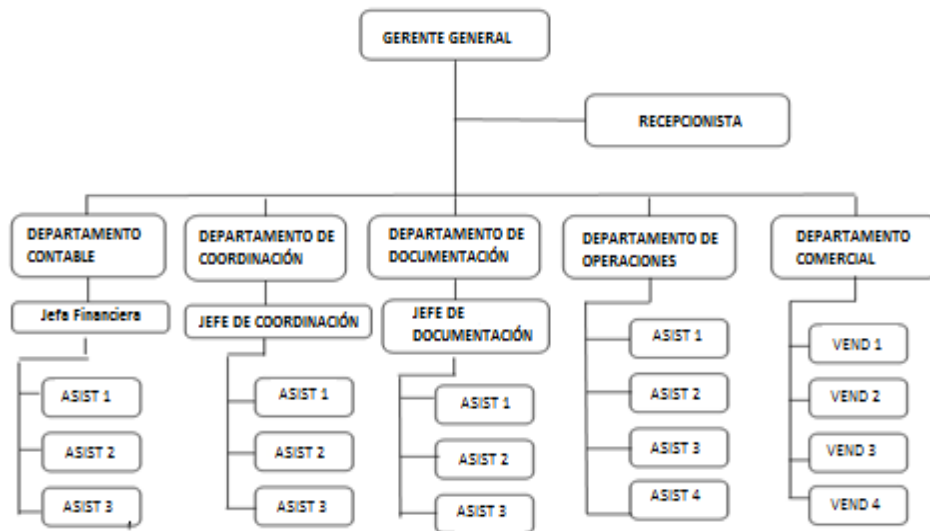 GERENTE GENERAL
RECEPCIONISTA
DEPARTAMENTO
CONTABLE
Jefa Financiera
ASIST 1
ASIST 2
ASIST 3
DEPARTAMENTO DE
COORDINACIÓN
JEFE DE COORDINACIÓN
ASIST 1
ASIST 2
ASIST 3
DEPARTAMENTO DE
DOCUMENTACIÓN
JEFE DE
DOCUMENTACIÓN
ASIST 1
ASIST 2
ASIST 3
DEPARTAMENTO DE
OPERACIONES
ASIST 1
ASIST 2
ASIST 3
ASIST 4
DEPARTAMENTO
COMERCIAL
VEND 1
VEND 2
VEND 3
VEND 4